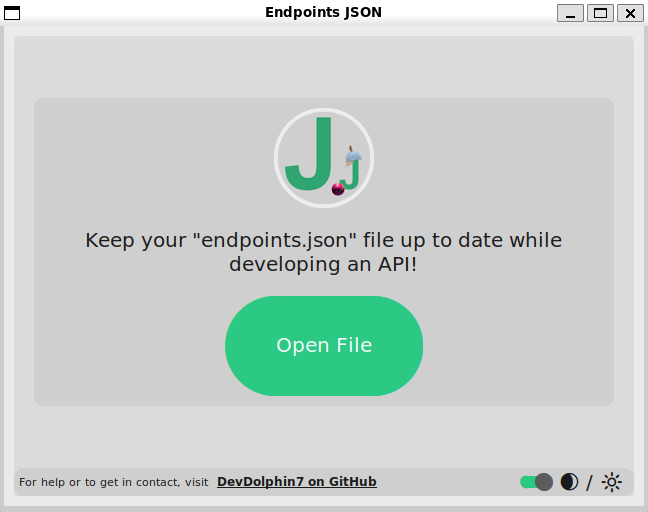 Endpoints JSON
J
J
Keep your "endpoints.json" file up to date while
developing an API!
Open File
For help or to get in contact, visit DevDolphin7 on GitHub
/